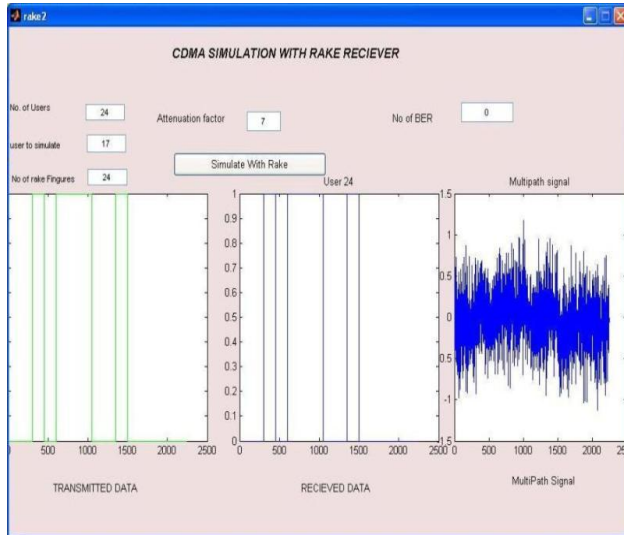 rake2
CDMA SIMULATION WITH RAKE RECIEVER
No. of Users 24
Attenuation factor 7
No of BER 0
user to simulate 17
Simulate With Rake
No of rake Fingures 24
User 24
Multipath signal
1
0.9
0.8
0.7
0.6
0.5
0.4
0.3
0.2
0.1
0
1.5
1
0.5
0
0.5
-1
1.5
0 500 1000 1500 2000 2500
0 500 1000 1500 2000 2500
0 500 1000 1500 2000 250
TRANSMITTED DATA
RECIEVED DATA
MultiPath Signal